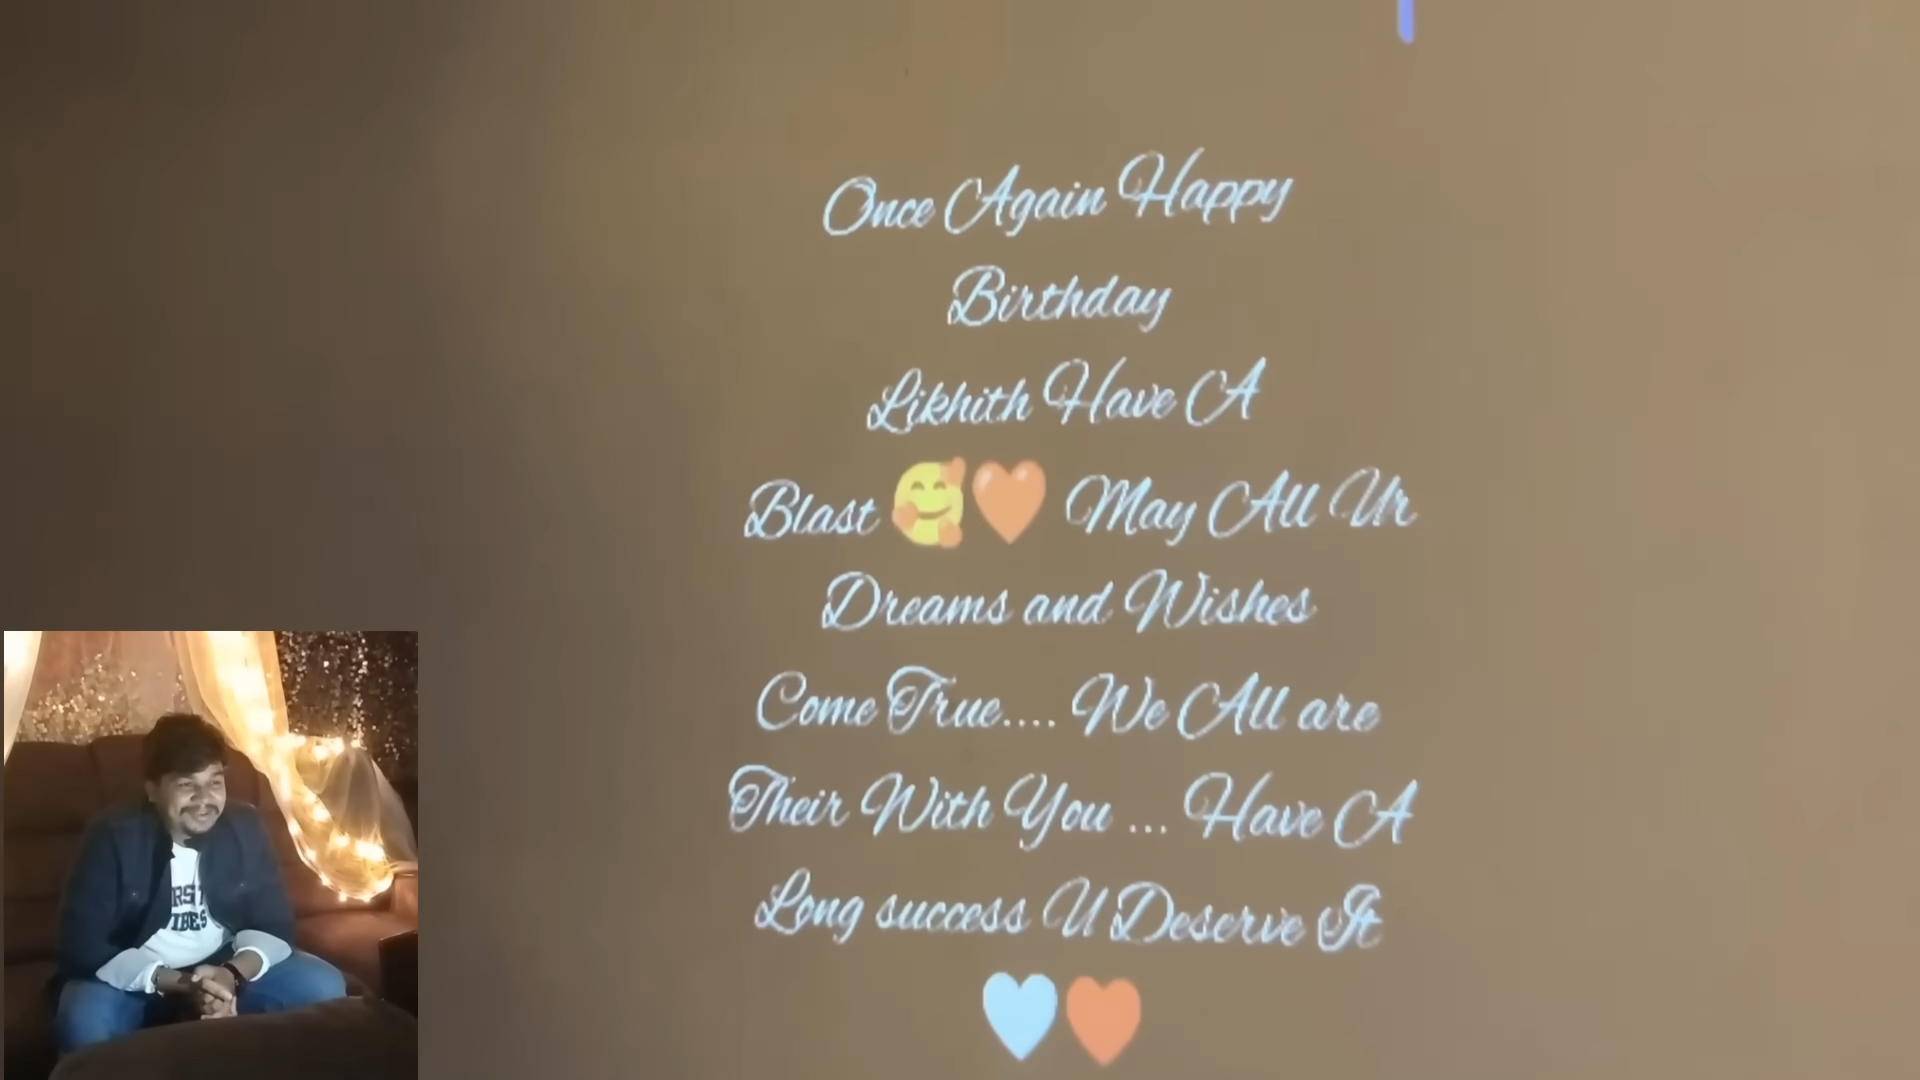 Once Again Happy
Birthday
Likhith Have A
Blast 🥰🧡 May All Ur
Dreams and Wishes
Come True.... We All are
Their With You ... Have A
Long success U Deserve It
🩵🧡
VIBES